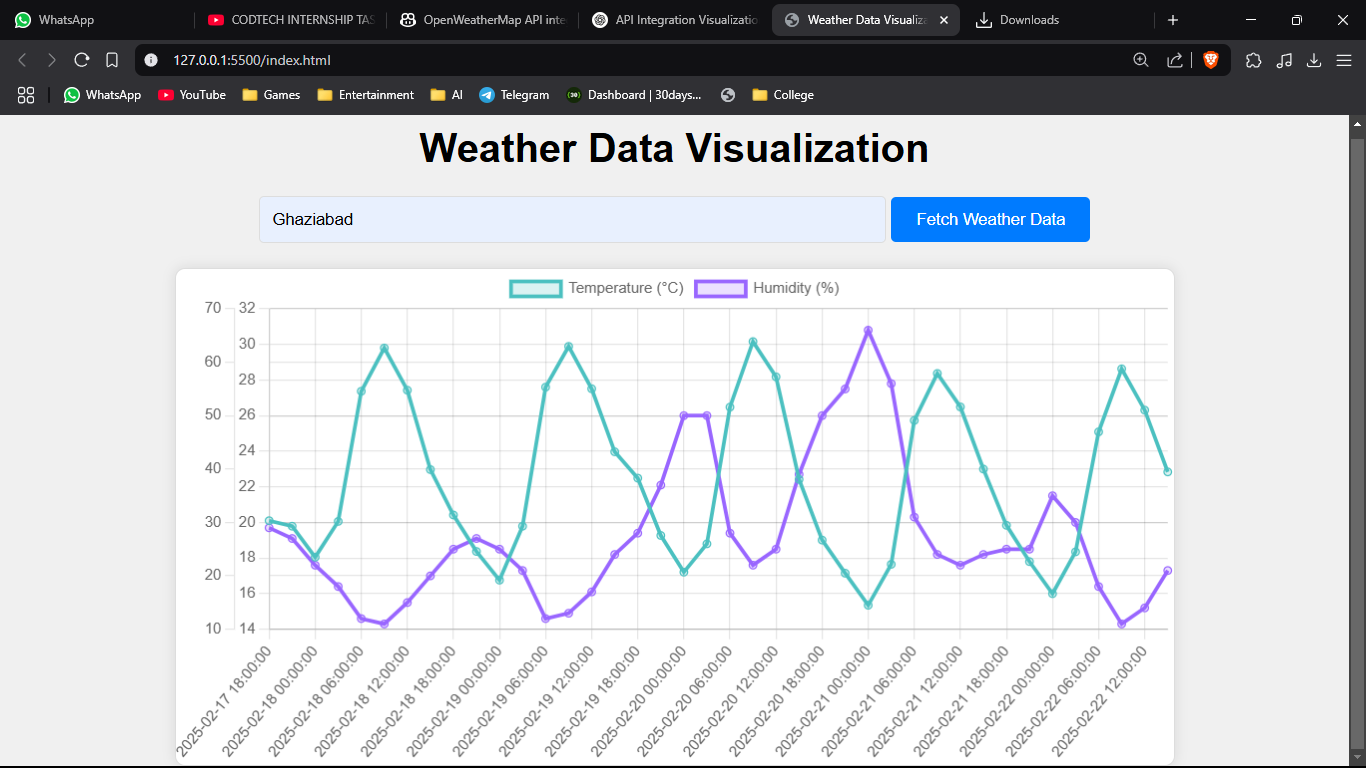 WhatsApp
CODTECH INTERNSHIP TAS
OpenWeatherMap API inte
API Integration Visualizatio
Weather Data Visualiza
Downloads
127.0.0.1:5500/index.html
WhatsApp YouTube Games Entertainment AI Telegram Dashboard | 30days... College
Weather Data Visualization
Ghaziabad
Fetch Weather Data
Temperature (°C) Humidity (%)
70 32
30
60
28
50 26
24
40
22
30 20
18
20
16
10 14
2025-02-17 18:00:00
2025-02-18 00:00:00
2025-02-18 06:00:00
2025-02-18 12:00:00
2025-02-18 18:00:00
2025-02-19 00:00:00
2025-02-19 06:00:00
2025-02-19 12:00:00
2025-02-19 18:00:00
2025-02-20 00:00:00
2025-02-20 06:00:00
2025-02-20 12:00:00
2025-02-20 18:00:00
2025-02-21 00:00:00
2025-02-21 06:00:00
2025-02-21 12:00:00
2025-02-21 18:00:00
2025-02-22 00:00:00
2025-02-22 06:00:00
2025-02-22 12:00:00